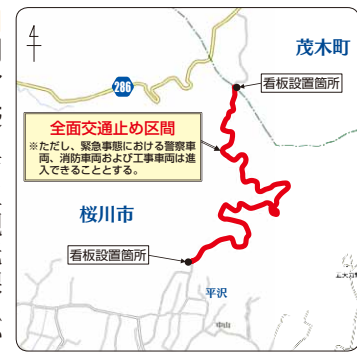 茂木町
286
看板設置箇所
全面交通止め区間
※ただし、緊急事態における警察車
両、消防車両および工事車両は進
入できることとする。
桜川市
看板設置箇所
平沢
中山